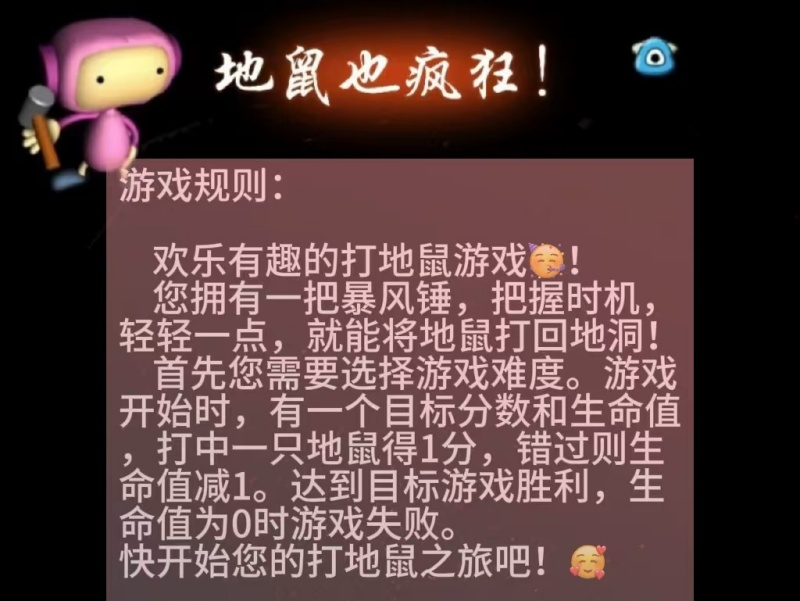 地鼠也疯狂！
游戏规则：
欢乐有趣的打地鼠游戏🥳！
您拥有一把暴风锤，把握时机，
轻轻一点，就能将地鼠打回地洞！
首先您需要选择游戏难度。游戏
开始时，有一个目标分数和生命值
，打中一只地鼠得1分，错过则生
命值减1。达到目标游戏胜利，生
命值为0时游戏失败。
快开始您的打地鼠之旅吧！🥰